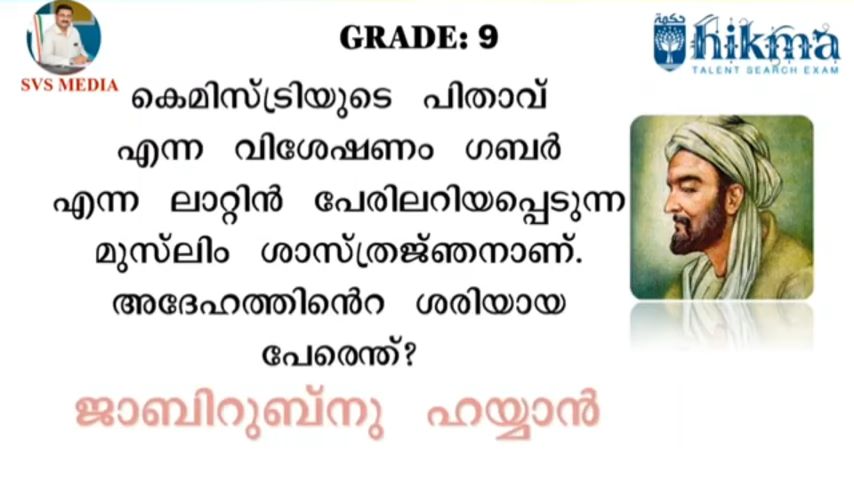 GRADE: 9
SVS MEDIA
حكمة
hikma
TALENT SEARCH EXAM
കെമിസ്ട്രിയുടെ പിതാവ്
എന്ന വിശേഷണം ഗബർ
എന്ന ലാറ്റിൻ പേരിലറിയപ്പെടുന്ന
മുസ്ലിം ശാസ്ത്രജ്ഞനാണ്.
അദേഹത്തിൻെറ ശരിയായ
പേരെന്ത്?
ജാബിറുബ്നു ഹയ്യാൻ